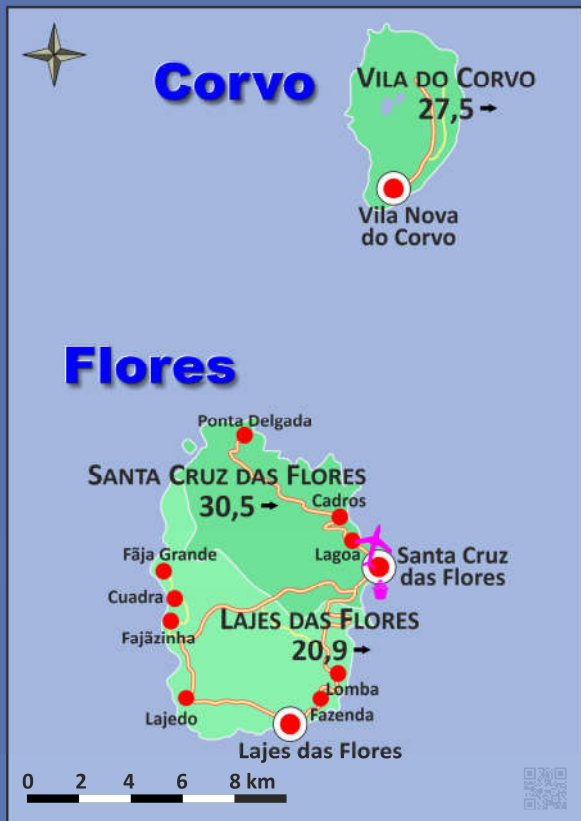 Corvo
VILA DO CORVO
27,5
Vila Nova
do Corvo
Flores
Ponta Delgada
SANTA CRUZ DAS FLORES
30,5
Cadros
Lagoa
Santa Cruz
das Flores
Fãja Grande
Cuadra
Fajãzinha
LAJES DAS FLORES
20,9
Lomba
Lajedo
Fazenda
Lajes das Flores
0 2 4 6 8 km